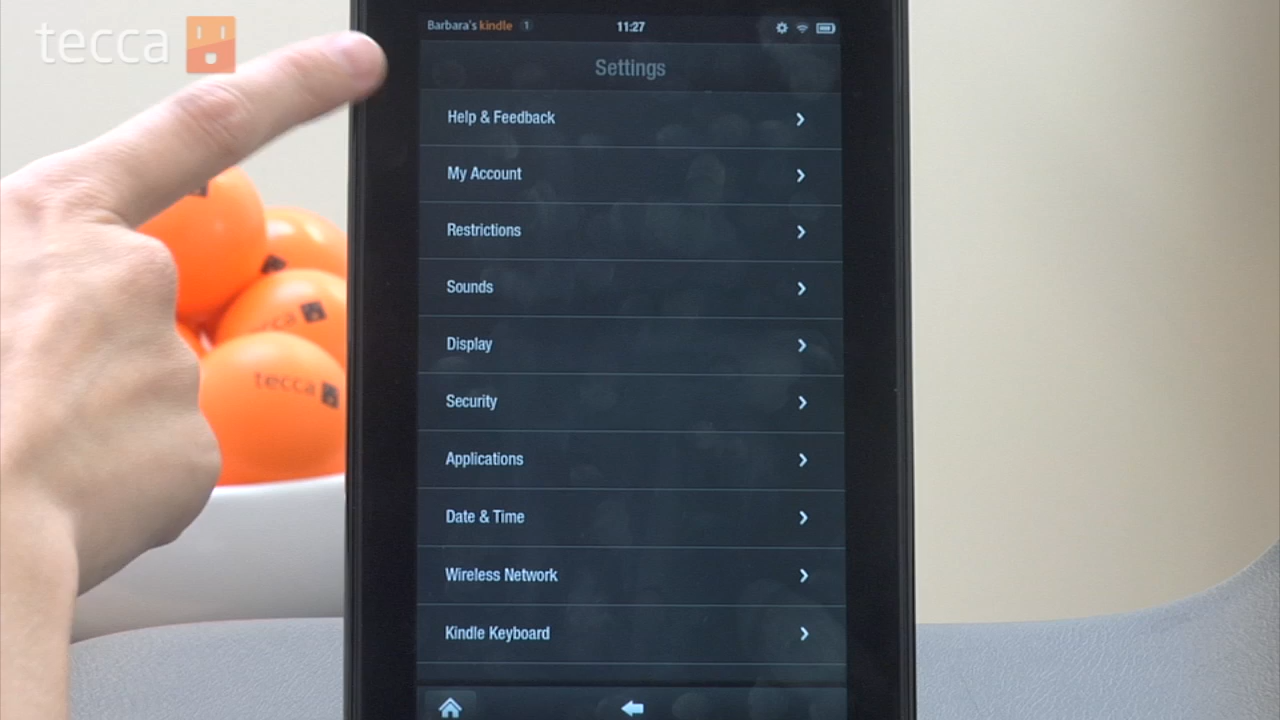 tecca
Barbara's kindle 1
11:27
Settings
Help & Feedback
My Account
Restrictions
Sounds
Display
Security
Applications
Date & Time
Wireless Network
Kindle Keyboard
tecca
tecca